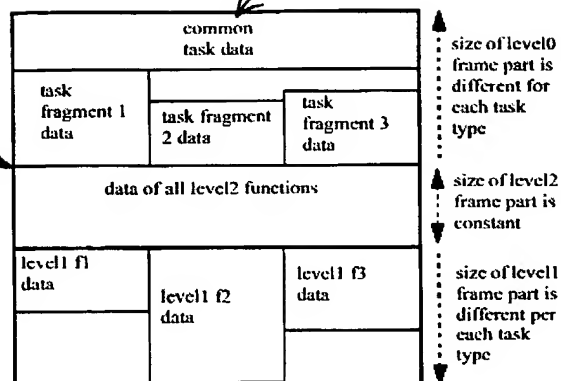 common
task data
task
fragment 1
data
task fragment
2 data
task
fragment 3
data
size of level0
frame part is
different for
each task
type
data of all level2 functions
size of level2
frame part is
constant
level1 f1
data
level1 f2
data
level1 f3
data
size of level1
frame part is
different per
each task
type